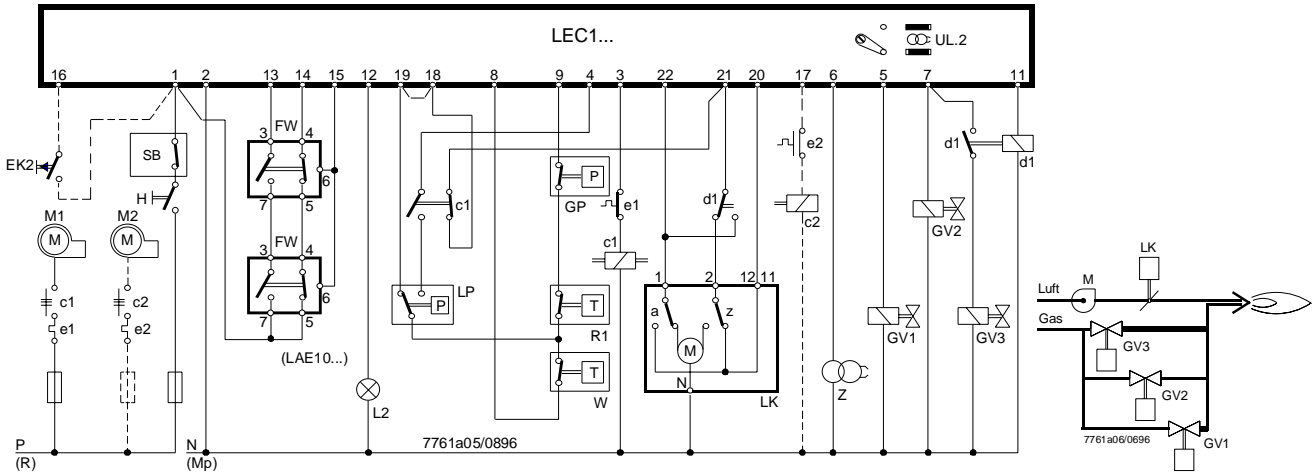 LEC1...
UL.2
16 1 2 13 14 15 12 19 18 8 9 4 3 22 21 20 17 6 5 7 11
3 FW 4
SB
e2
d1
d1
EK2
6
P
H
7 5
c1
GP
e1
d1
c2
GV2
M1 M2
M M
3 FW 4
c1
1 2 12 11
LK
6
LP
P
T
a z
Luft M
c1 c2
7 5
R1
M
GV1
GV3
Gas
e1 e2
(LAE10...)
GV3
T
N
Z
L2
W
LK
GV2
P
(R)
N
(Mp)
7761a05/0896
7761a06/0696
GV1